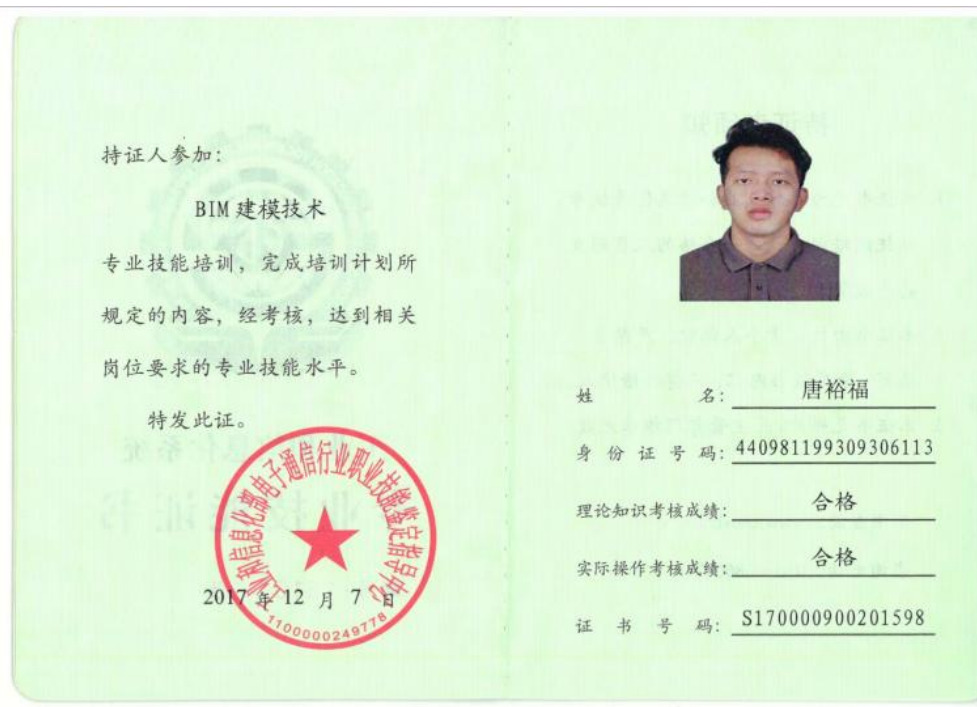 持证人参加：
BIM 建模技术
专业技能培训，完成培训计划所
规定的内容，经考核，达到相关
岗位要求的专业技能水平。
特发此证。
工业和信息化部电子通信行业职业技能鉴定指导中心
2017 年 12 月 7 日
1100000249778
姓 名: 唐裕福
身 份 证 号 码: 440981199309306113
理论知识考核成绩: 合格
实际操作考核成绩: 合格
证 书 号 码: S170000900201598